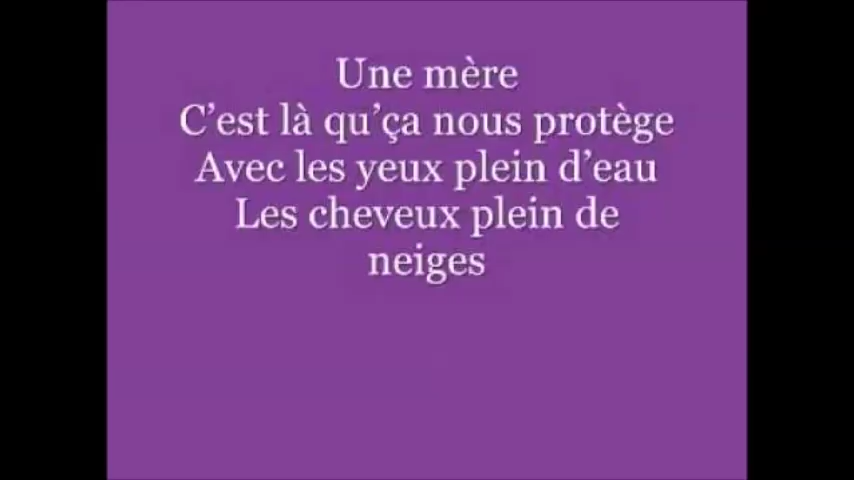 Une mère
C’est là qu’ça nous protège
Avec les yeux plein d’eau
Les cheveux plein de
neiges